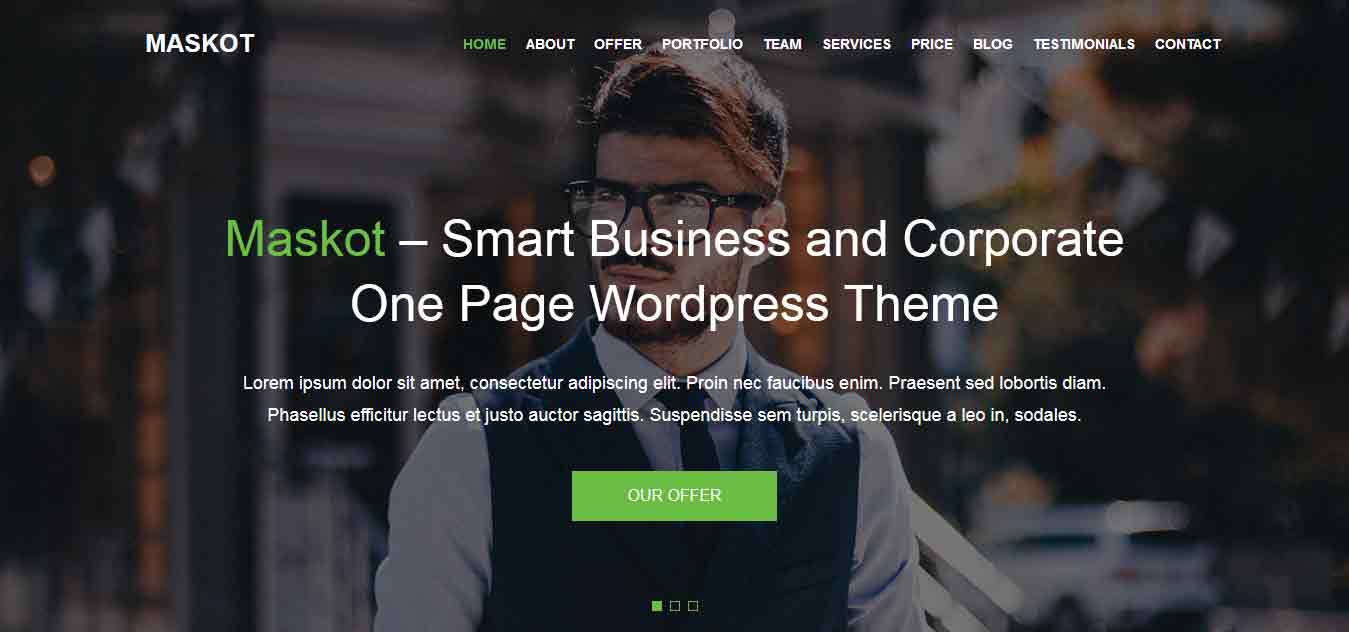 MASKOT
HOME ABOUT OFFER PORTFOLIO TEAM SERVICES PRICE BLOG TESTIMONIALS CONTACT
Maskot – Smart Business and Corporate
One Page Wordpress Theme
Lorem ipsum dolor sit amet, consectetur adipiscing elit. Proin nec faucibus enim. Praesent sed lobortis diam.
Phasellus efficitur lectus et justo auctor sagittis. Suspendisse sem turpis, scelerisque a leo in, sodales.
OUR OFFER